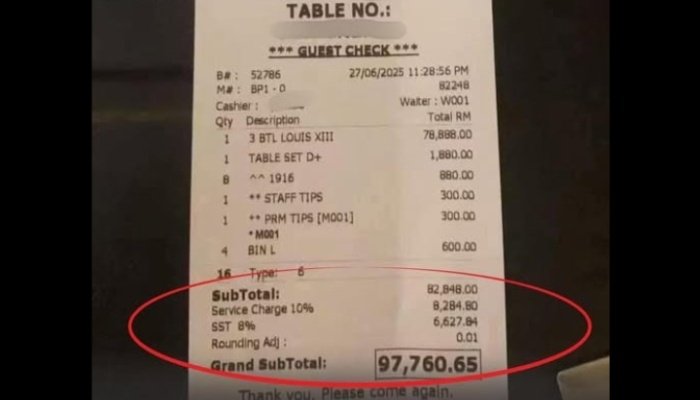 TABLE NO.:
*** GUEST CHECK ***
B# : 52786 27/06/2025 11:28:56 PM
M# : BP1 - 0 82248
Cashier : Waiter : W001
Qty Description Total RM
1 3 BTL LOUIS XIII 78,888.00
1 TABLE SET D+ 1,880.00
8 ^^ 1916 880.00
1 ** STAFF TIPS 300.00
1 ** PRM TIPS [M001] 300.00
*M001
4 BIN L 600.00
16 Type: 6
SubTotal: 82,848.00
Service Charge 10% 8,284.80
SST 8% 6,627.84
Rounding Adj : 0.01
Grand SubTotal: 97,760.65
Thank you, Please come again.